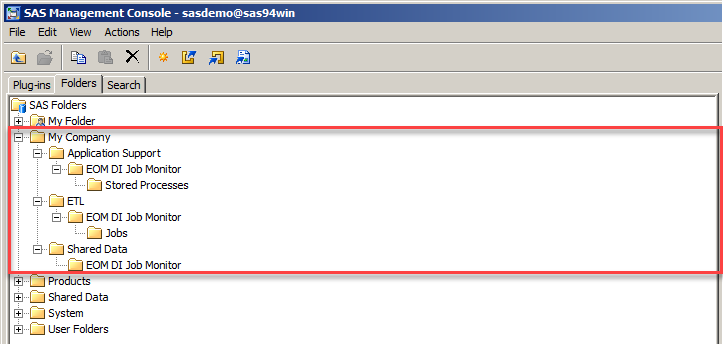 SAS Management Console - sasdemo@sas94win
File Edit View Actions Help
Plug-ins Folders Search
SAS Folders
My Folder
My Company
Application Support
EOM DI Job Monitor
Stored Processes
ETL
EOM DI Job Monitor
Jobs
Shared Data
EOM DI Job Monitor
Products
Shared Data
System
User Folders